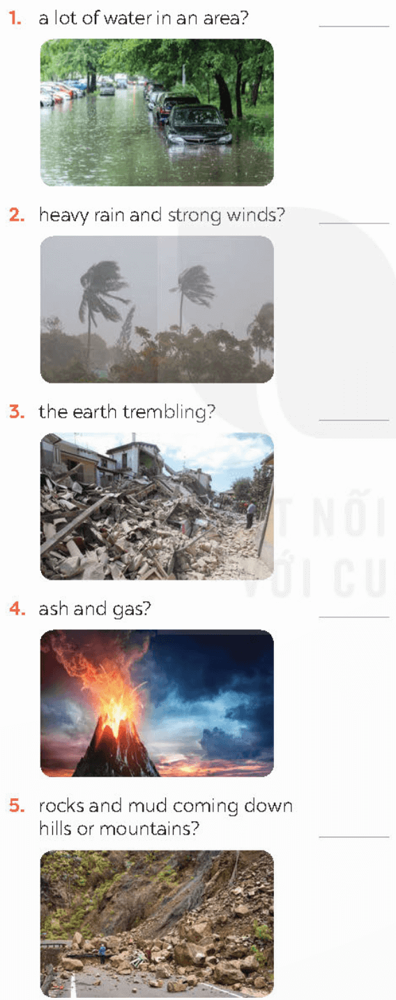 1. a lot of water in an area?
2. heavy rain and strong winds?
3. the earth trembling?
T NỐI
VỚI CU
4. ash and gas?
5. rocks and mud coming down
hills or mountains?